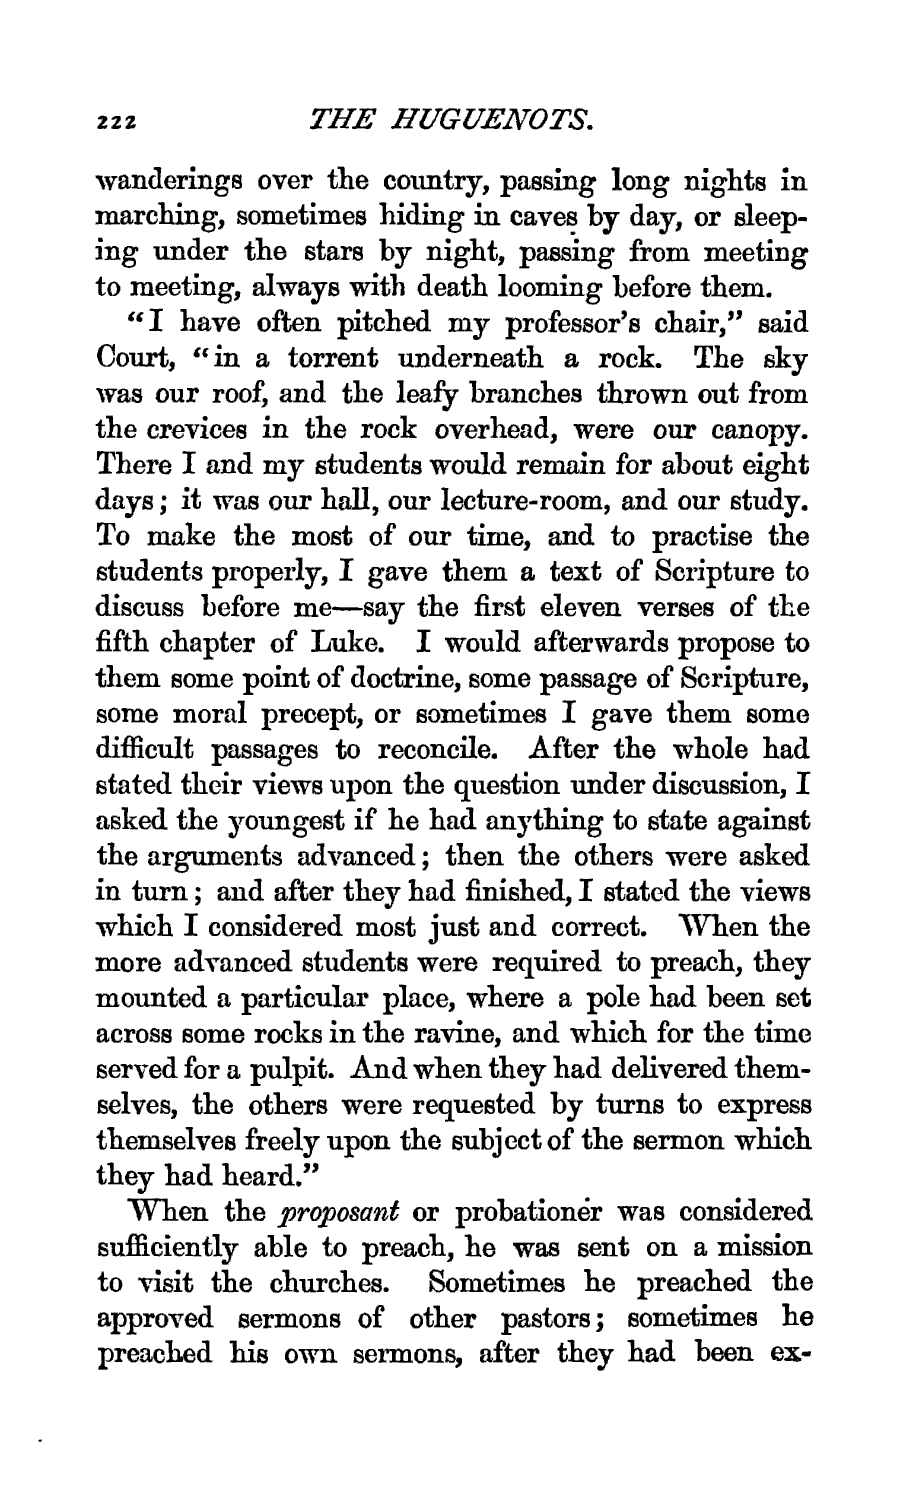 222 THE HUGUENOTS.
wanderings over the country, passing long nights in
marching, sometimes hiding in caves by day, or sleep-
ing under the stars by night, passing from meeting
to meeting, always with death looming before them.
“I have often pitched my professor's chair,” said
Court, “in a torrent underneath a rock. The sky
was our roof, and the leafy branches thrown out from
the crevices in the rock overhead, were our canopy.
There I and my students would remain for about eight
days; it was our hall, our lecture-room, and our study.
To make the most of our time, and to practise the
students properly, I gave them a text of Scripture to
discuss before me—say the first eleven verses of the
fifth chapter of Luke. I would afterwards propose to
them some point of doctrine, some passage of Scripture,
some moral precept, or sometimes I gave them some
difficult passages to reconcile. After the whole had
stated their views upon the question under discussion, I
asked the youngest if he had anything to state against
the arguments advanced; then the others were asked
in turn; and after they had finished, I stated the views
which I considered most just and correct. When the
more advanced students were required to preach, they
mounted a particular place, where a pole had been set
across some rocks in the ravine, and which for the time
served for a pulpit. And when they had delivered them-
selves, the others were requested by turns to express
themselves freely upon the subject of the sermon which
they had heard.”
When the proposant or probationer was considered
sufficiently able to preach, he was sent on a mission
to visit the churches. Sometimes he preached the
approved sermons of other pastors; sometimes he
preached his own sermons, after they had been ex-